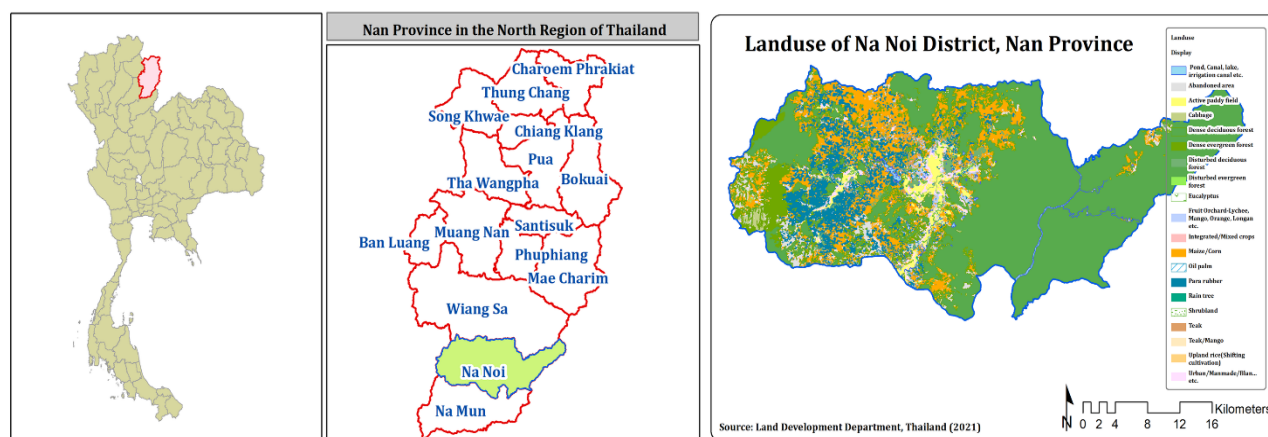 Nan Province in the North Region of Thailand
Charoem Phrakiat
Thung Chang
Song Khwae
Chiang Klang
Pua
Tha Wangpha
Bokuai
Santisuk
Ban Luang
Muang Nan
Phuphiang
Mae Charim
Wiang Sa
Na Noi
Na Mun
Landuse of Na Noi District, Nan Province
Landuse
Display
Pond, Canal, lake,
irrigation canal etc.
Abandoned area
Active paddy field
Cabbage
Dense deciduous forest
Dense evergreen forest
Disturbed deciduous
forest
Disturbed evergreen
forest
Eucalyptus
Fruit Orchard-Lychee,
Mango, Orange, Longan
etc.
Integrated/Mixed crops
Maize/Corn
Oil palm
Para rubber
Rain tree
Shrubland
Teak
Teak/Mango
Upland rice(Shifting
cultivation)
Urban/Manmade/
etc.
N
Kilometers
0 2 4 8 12 16
Source: Land Development Department, Thailand (2021)